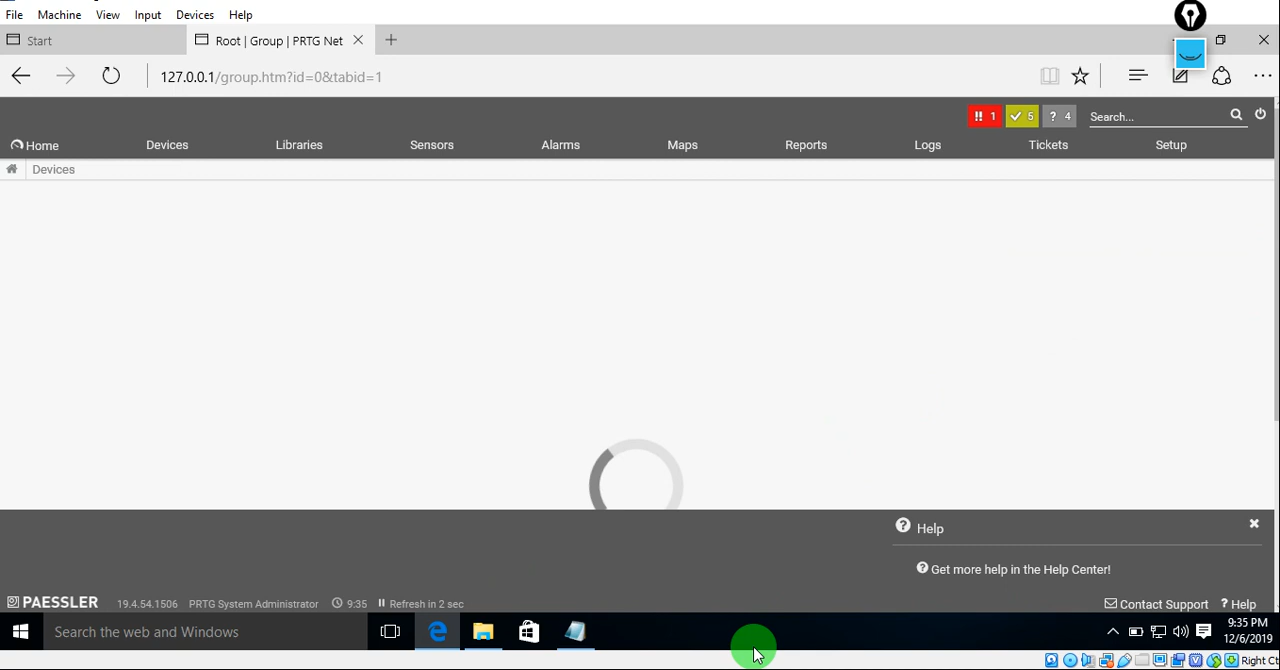 File Machine View Input Devices Help
Start Root | Group | PRTG Net
127.0.0.1/group.htm?id=0&tabid=1
!! 1 5 ? 4 Search...
Home Devices Libraries Sensors Alarms Maps Reports Logs Tickets Setup
Devices
? Help
? Get more help in the Help Center!
PAESSLER 19.4.54.1506 PRTG System Administrator 9:35 Refresh in 2 sec Contact Support ? Help
Search the web and Windows
9:35 PM
12/6/2019
Right Ct